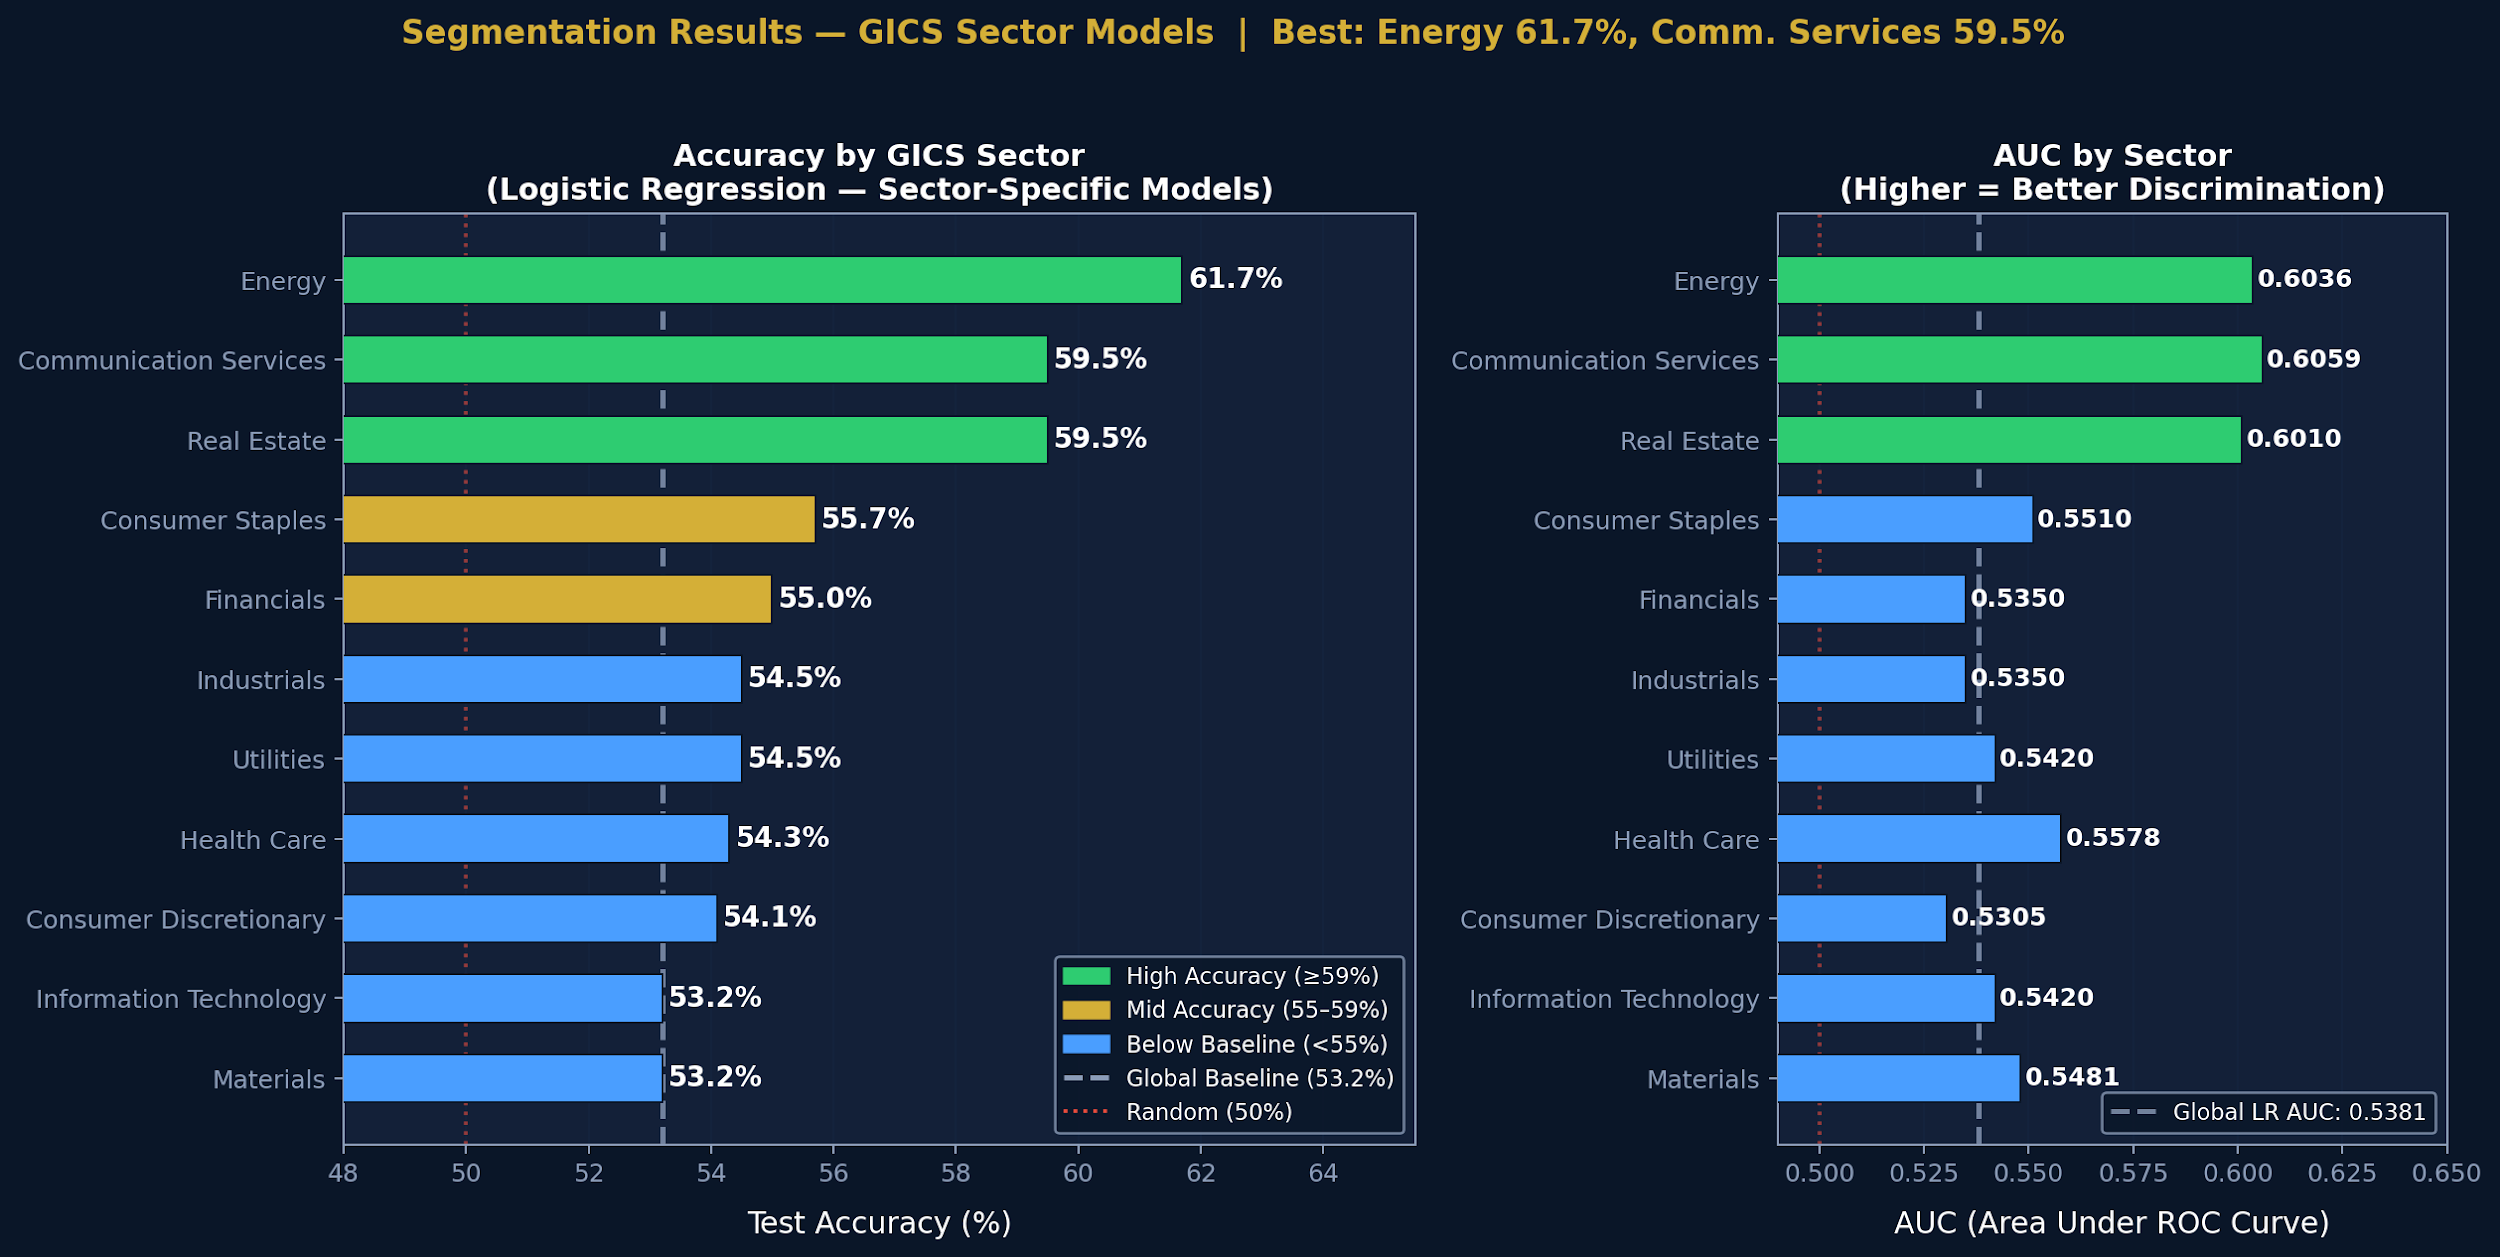 Segmentation Results — GICS Sector Models | Best: Energy 61.7%, Comm. Services 59.5%
Accuracy by GICS Sector
(Logistic Regression — Sector-Specific Models)
Energy
61.7%
Communication Services
59.5%
Real Estate
59.5%
Consumer Staples
55.7%
Financials
55.0%
Industrials
54.5%
Utilities
54.5%
Health Care
54.3%
Consumer Discretionary
54.1%
Information Technology
53.2%
Materials
53.2%
High Accuracy (≥59%)
Mid Accuracy (55–59%)
Below Baseline (<55%)
Global Baseline (53.2%)
Random (50%)
48 50 52 54 56 58 60 62 64
Test Accuracy (%)
AUC by Sector
(Higher = Better Discrimination)
Energy
0.6036
Communication Services
0.6059
Real Estate
0.6010
Consumer Staples
0.5510
Financials
0.5350
Industrials
0.5350
Utilities
0.5420
Health Care
0.5578
Consumer Discretionary
0.5305
Information Technology
0.5420
Materials
0.5481
Global LR AUC: 0.5381
0.500 0.525 0.550 0.575 0.600 0.625 0.650
AUC (Area Under ROC Curve)